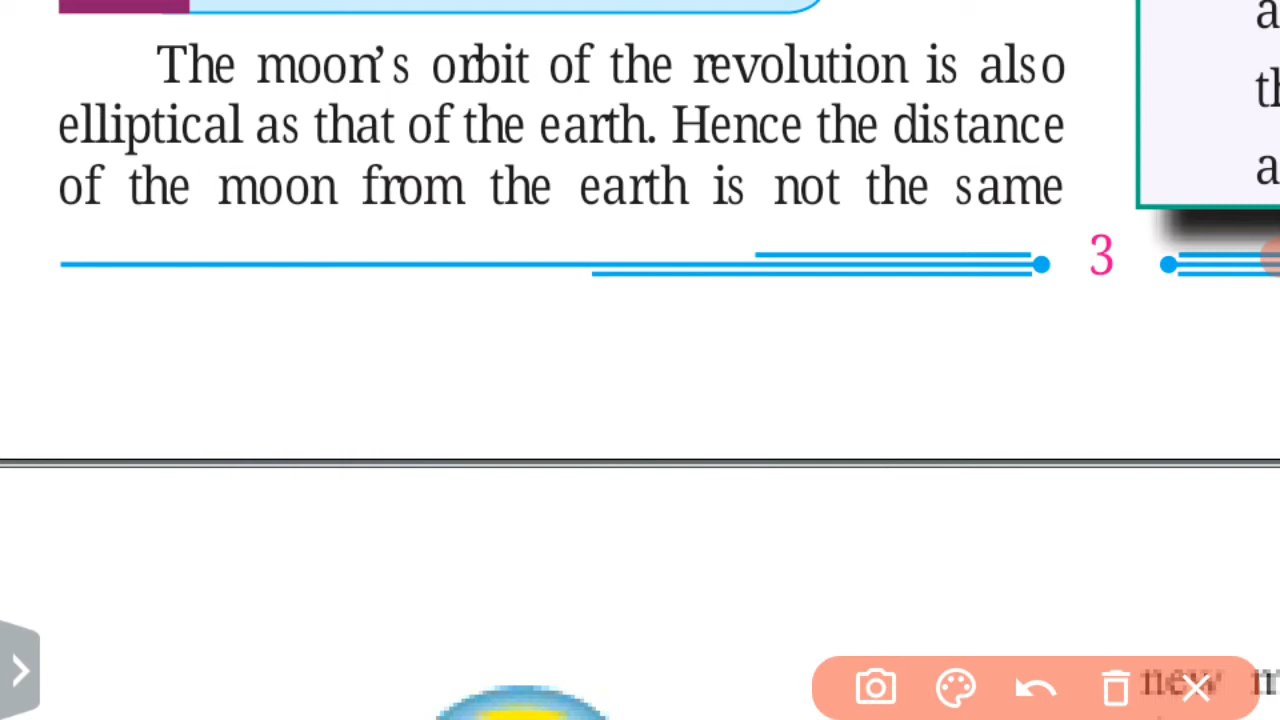 The moon's orbit of the revolution is also
elliptical as that of the earth. Hence the distance
of the moon from the earth is not the same
3
new